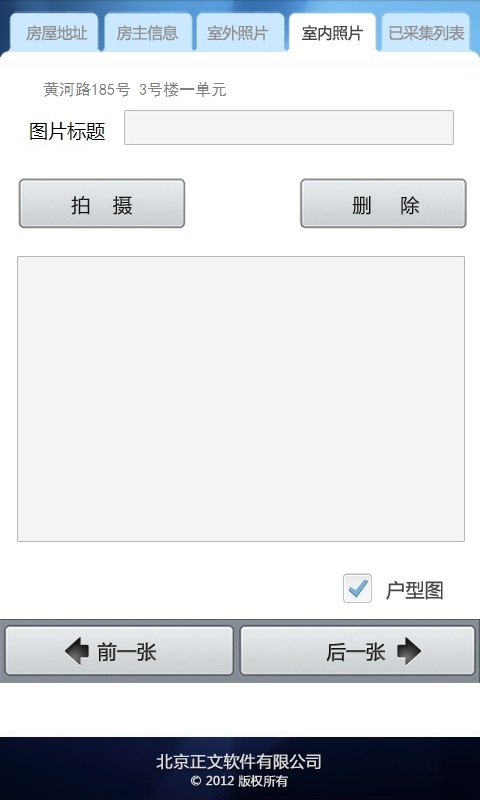 房屋地址 房主信息 室外照片 室内照片 已采集列表
黄河路185号 3号楼一单元
图片标题
拍 摄 删 除
户型图
前一张 后一张
北京正文软件有限公司
© 2012 版权所有